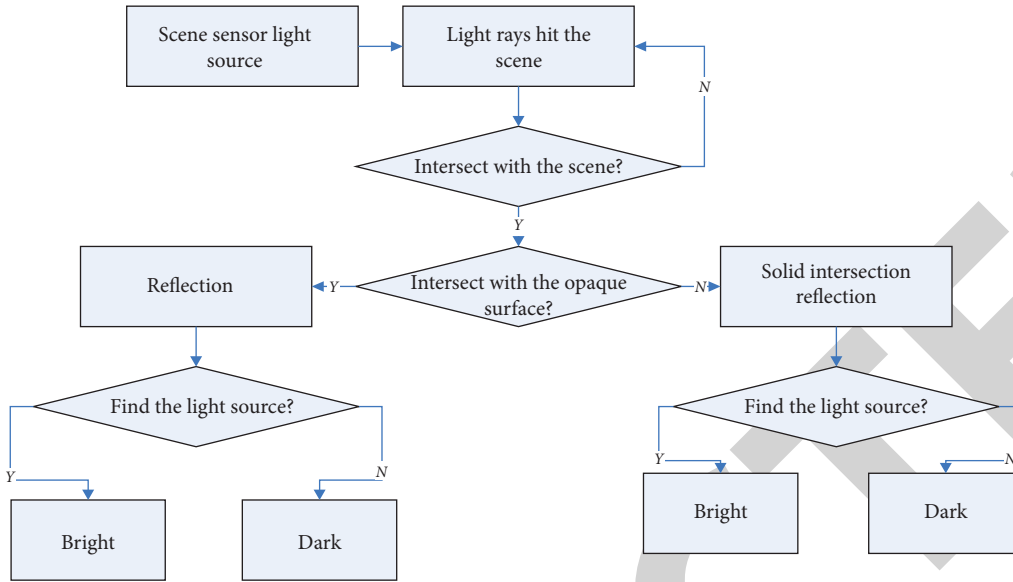 Scene sensor light
source
Light rays hit the
scene
N
Intersect with the scene?
Y
Reflection
Y
Intersect with the opaque
surface?
N
Solid intersection
reflection
Find the light source?
Find the light source?
Y
N
Y
N
Bright
Dark
Bright
Dark